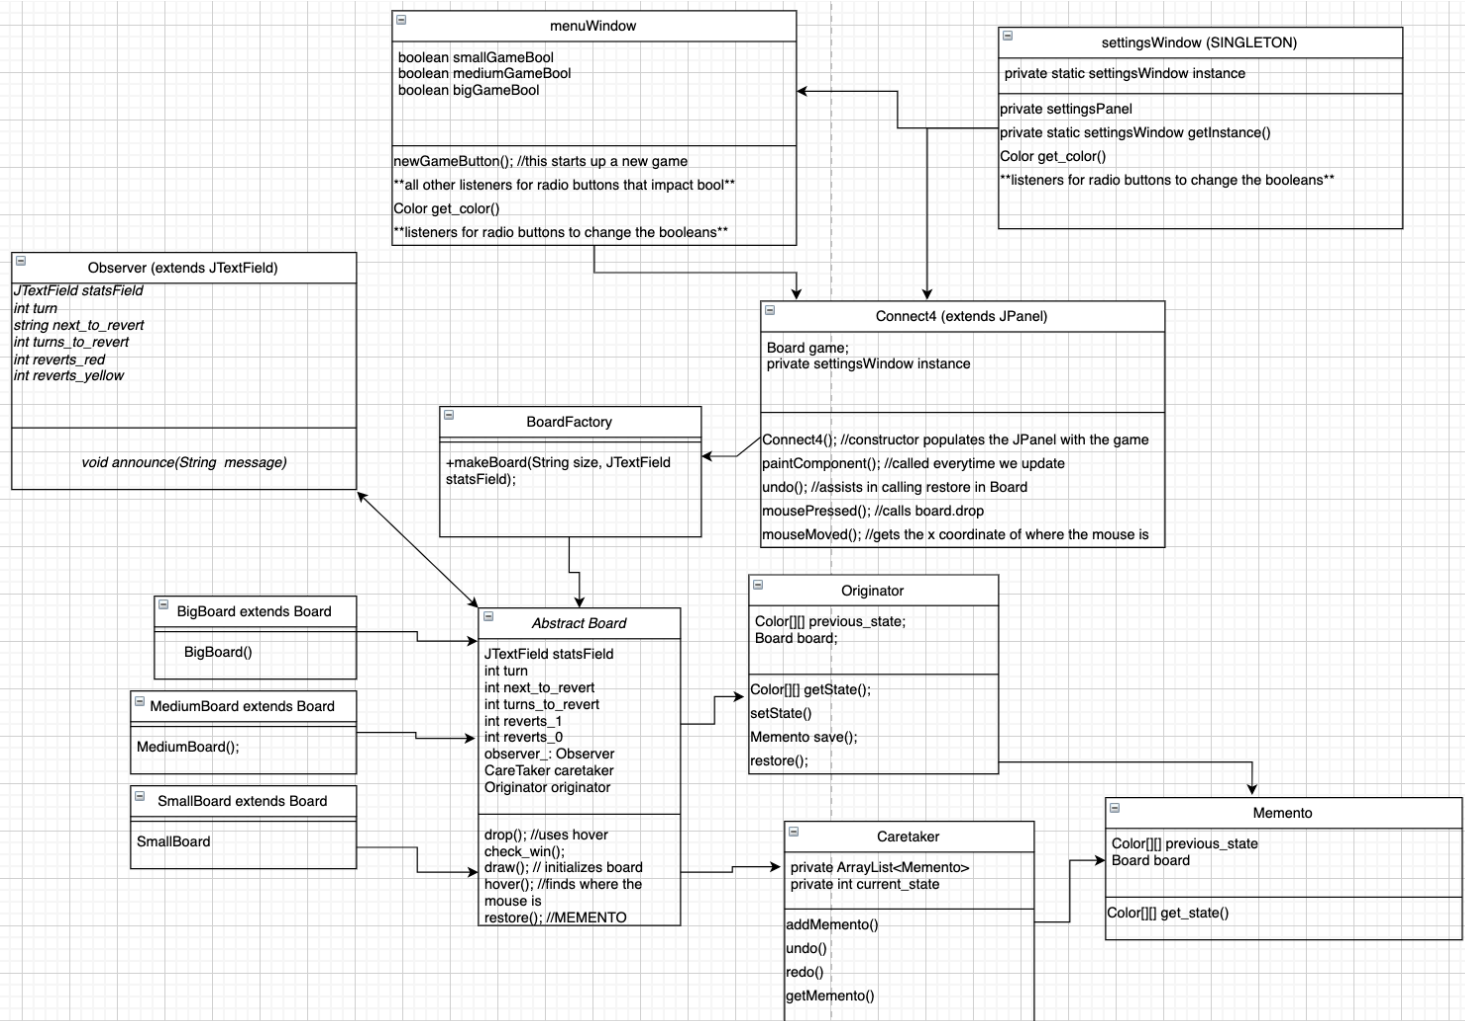 menuWindow
boolean smallGameBool
boolean mediumGameBool
boolean bigGameBool
newGameButton(); //this starts up a new game
**all other listeners for radio buttons that impact bool**
Color get_color()
**listeners for radio buttons to change the booleans**
settingsWindow (SINGLETON)
private static settingsWindow instance
private settingsPanel
private static settingsWindow getInstance()
Color get_color()
**listeners for radio buttons to change the booleans**
Observer (extends JTextField)
JTextField statsField
int turn
string next_to_revert
int turns_to_revert
int reverts_red
int reverts_yellow
void announce(String  message)
Connect4 (extends JPanel)
Board game;
private settingsWindow instance
Connect4(); //constructor populates the JPanel with the game
paintComponent(); //called everytime we update
undo(); //assists in calling restore in Board
mousePressed(); //calls board.drop
mouseMoved(); //gets the x coordinate of where the mouse is
BoardFactory
+makeBoard(String size, JTextField
statsField);
BigBoard extends Board
BigBoard()
MediumBoard extends Board
MediumBoard();
SmallBoard extends Board
SmallBoard
Abstract Board
JTextField statsField
int turn
int next_to_revert
int turns_to_revert
int reverts_1
int reverts_0
observer_: Observer
CareTaker caretaker
Originator originator
drop(); //uses hover
check_win();
draw(); // initializes board
hover(); //finds where the
mouse is
restore(); //MEMENTO
Originator
Color[][] previous_state;
Board board;
Color[][] getState();
setState()
Memento save();
restore();
Caretaker
private ArrayList<Memento>
private int current_state
addMemento()
undo()
redo()
getMemento()
Memento
Color[][] previous_state
Board board
Color[][] get_state()